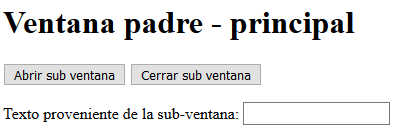 Ventana padre - principal
Abrir sub ventana Cerrar sub ventana
Texto proveniente de la sub-ventana: